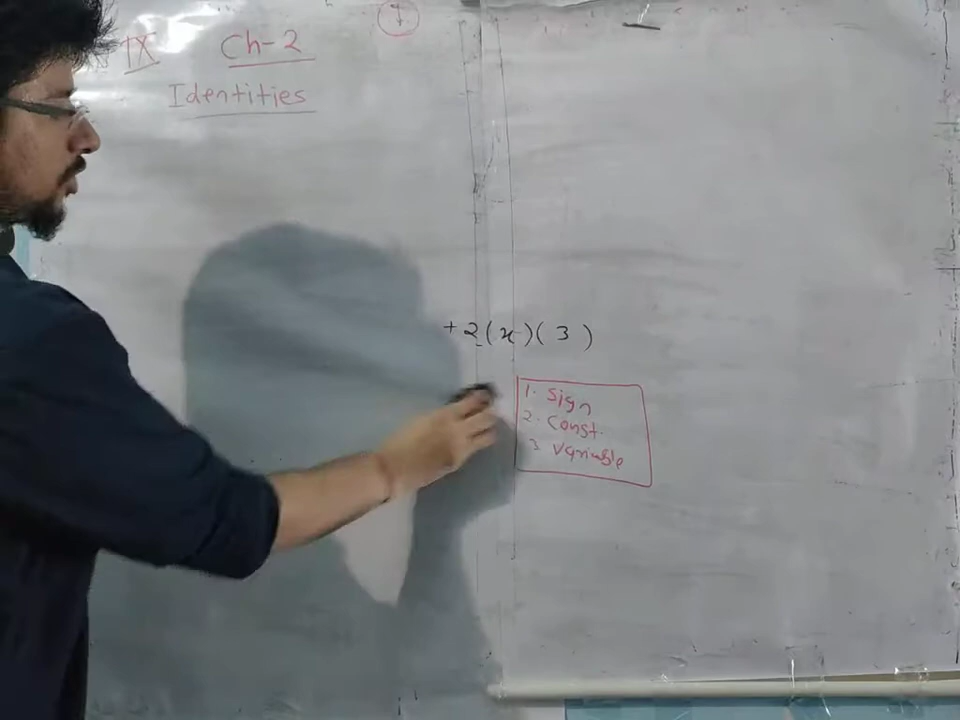 IX Ch-2
Identities
+2(x)(3)
1. Sign
2. Const.
3 Variable